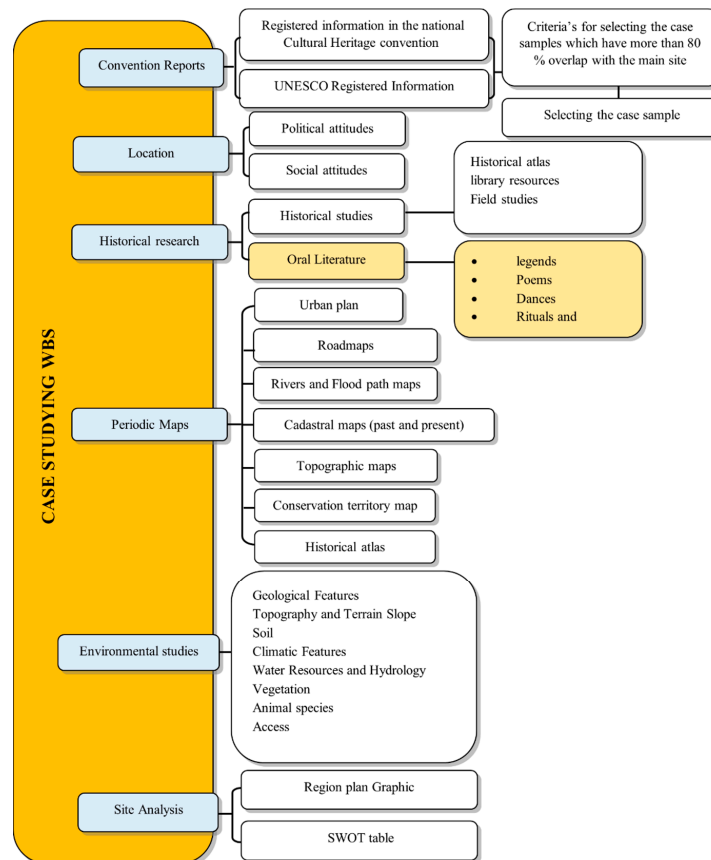 CASE STUDYING WBS
Convention Reports
Registered information in the national
Cultural Heritage convention
UNESCO Registered Information
Criteria's for selecting the case
samples which have more than 80
% overlap with the main site
Selecting the case sample
Location
Political attitudes
Social attitudes
Historical research
Historical studies
Historical atlas
library resources
Field studies
Oral Literature
• legends
• Poems
• Dances
• Rituals and
Periodic Maps
Urban plan
Roadmaps
Rivers and Flood path maps
Cadastral maps (past and present)
Topographic maps
Conservation territory map
Historical atlas
Environmental studies
Geological Features
Topography and Terrain Slope
Soil
Climatic Features
Water Resources and Hydrology
Vegetation
Animal species
Access
Site Analysis
Region plan Graphic
SWOT table